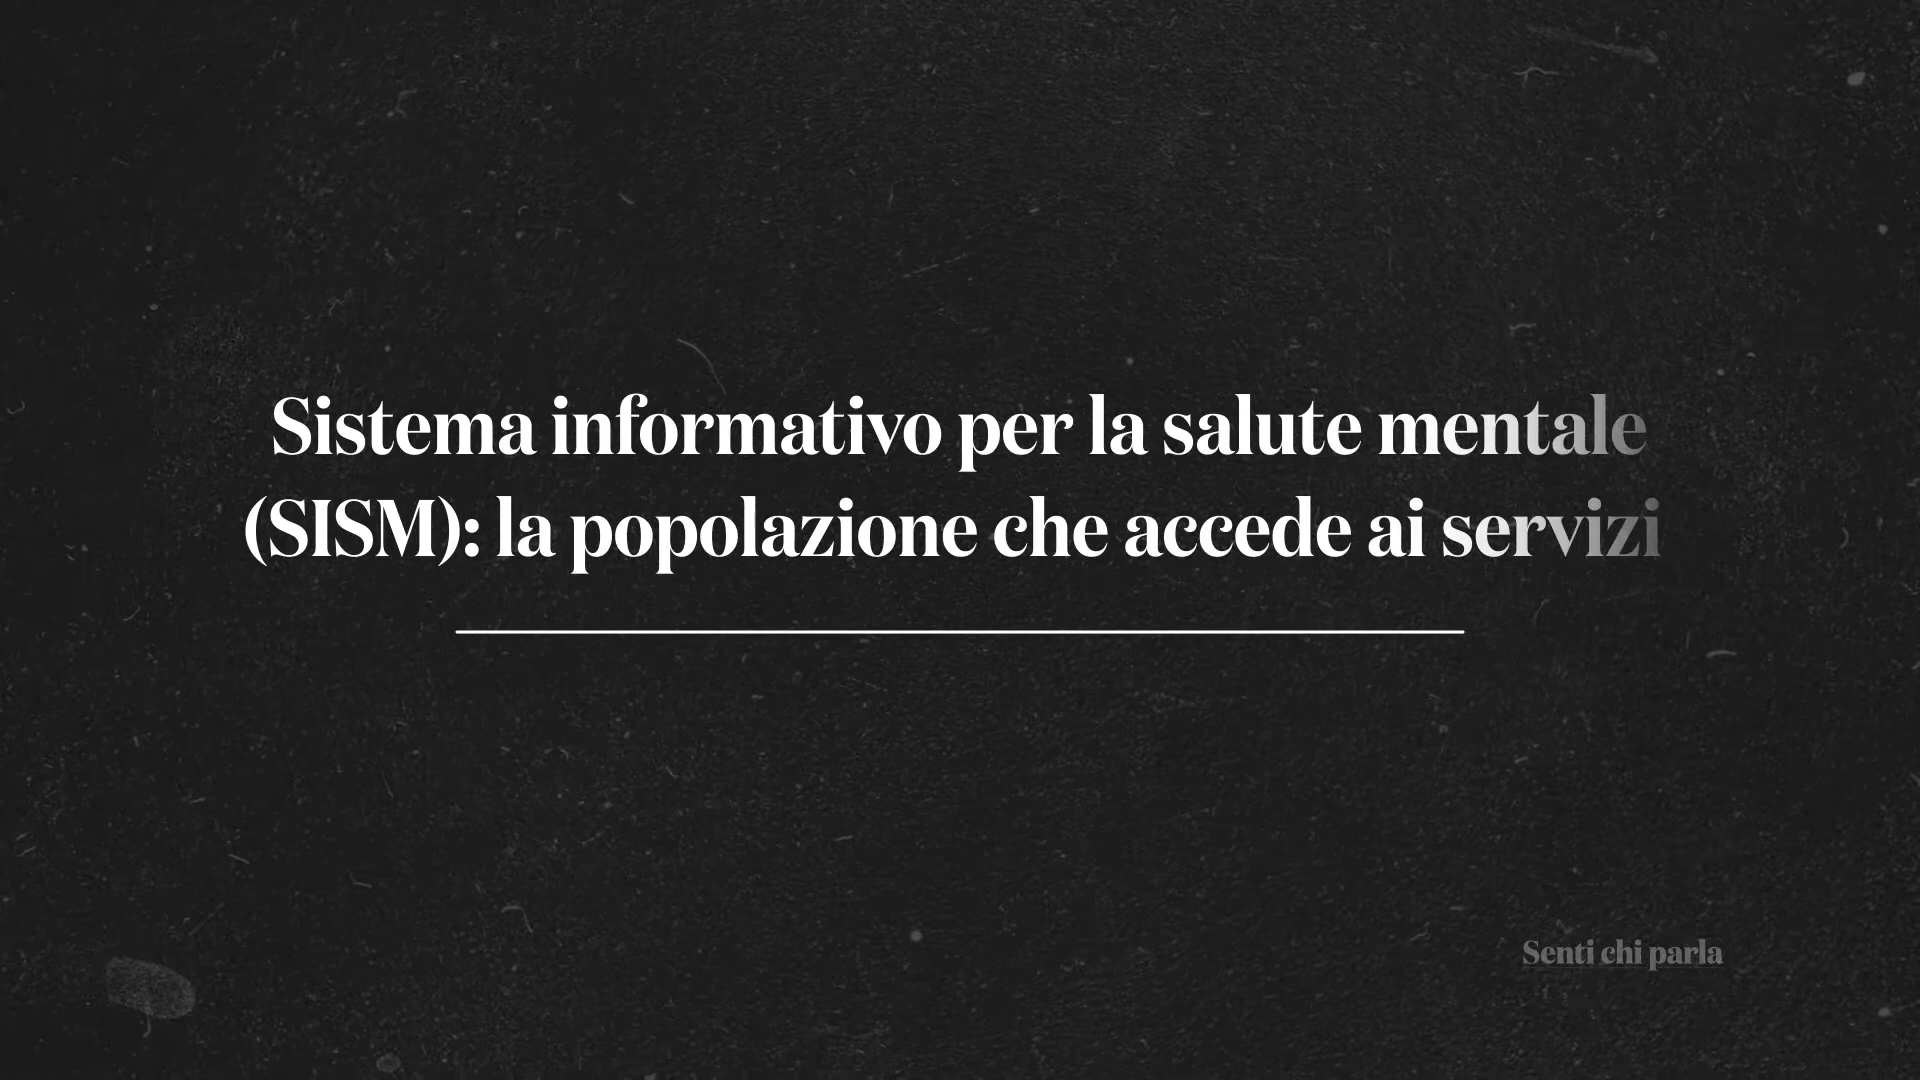 Sistema informativo per la salute mentale
(SISM): la popolazione che accede ai servizi
Senti chi parla